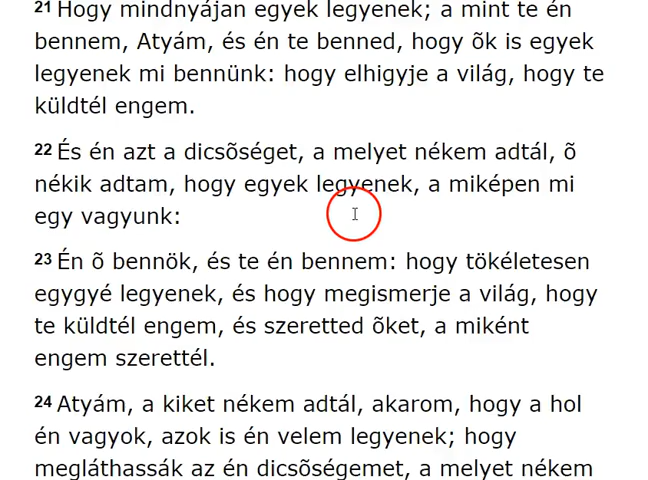 21 Hogy mindnyájan egyek legyenek; a mint te én
bennem, Atyám, és én te benned, hogy õk is egyek
legyenek mi bennünk: hogy elhigyje a világ, hogy te
küldtél engem.
22 És én azt a dicsõséget, a melyet nékem adtál, õ
nékik adtam, hogy egyek legyenek, a miképen mi
egy vagyunk:
23 Én õ bennök, és te én bennem: hogy tökéletesen
egygyé legyenek, és hogy megismerje a világ, hogy
te küldtél engem, és szeretted õket, a miként
engem szerettél.
24 Atyám, a kiket nékem adtál, akarom, hogy a hol
én vagyok, azok is én velem legyenek; hogy
megláthassák az én dicsõségemet, a melyet nékem